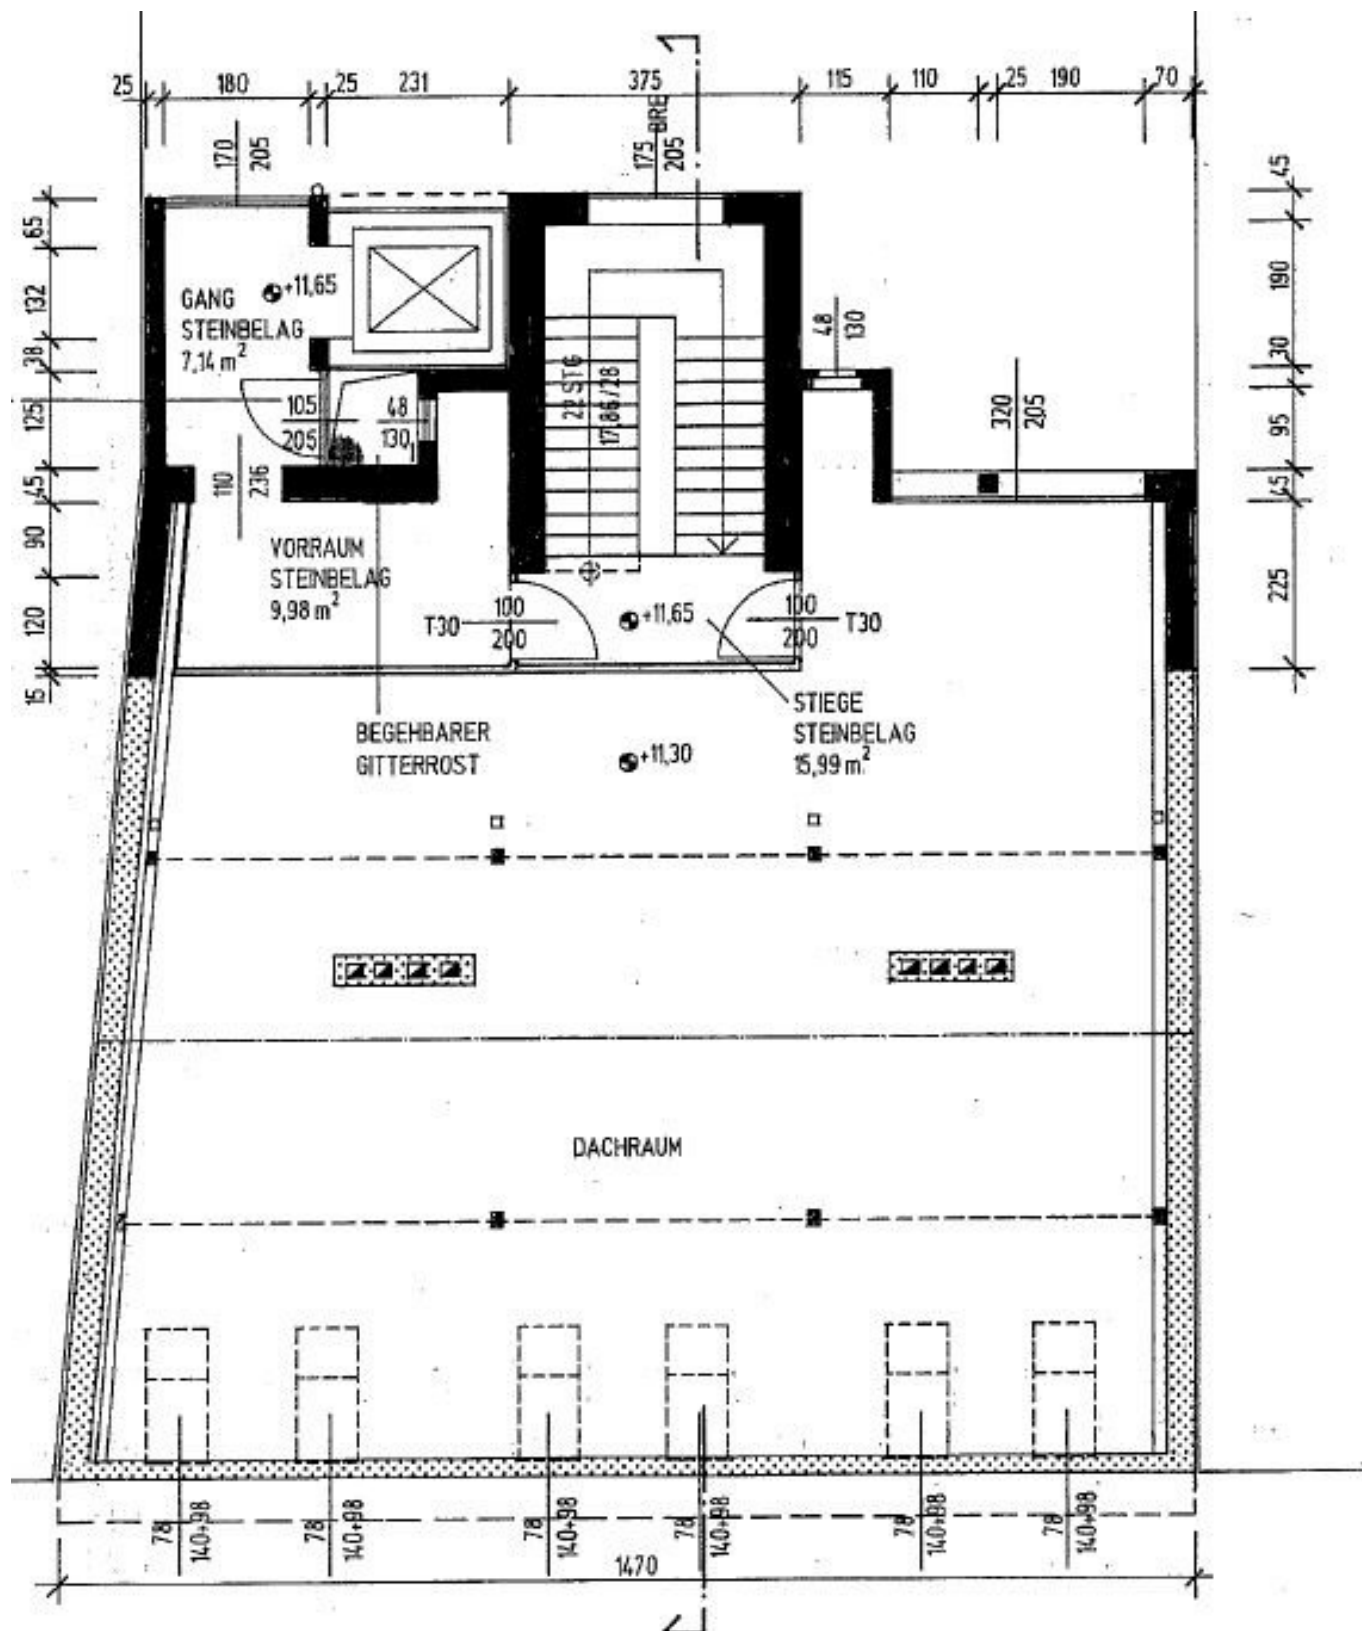 25 180 25 231 375 115 110 25 190 70
170
205
175
205
BRE
45
190
30
95
45
225
65
132
38
125
45
90
120
15
GANG
STEINBELAG
7,14 m²
+11,65
48
130
320
205
22 STG
17,86/28
105
205
48
130
110
236
VORRAUM
STEINBELAG
9,98 m²
T30
100
200
+11,65
100
200
T30
BEGEHBARER
GITTERROST
STIEGE
STEINBELAG
15,99 m²
+11,30
DACHRAUM
78
140+98
78
140+98
78
140+98
78
140+98
78
140+98
78
140+98
1470